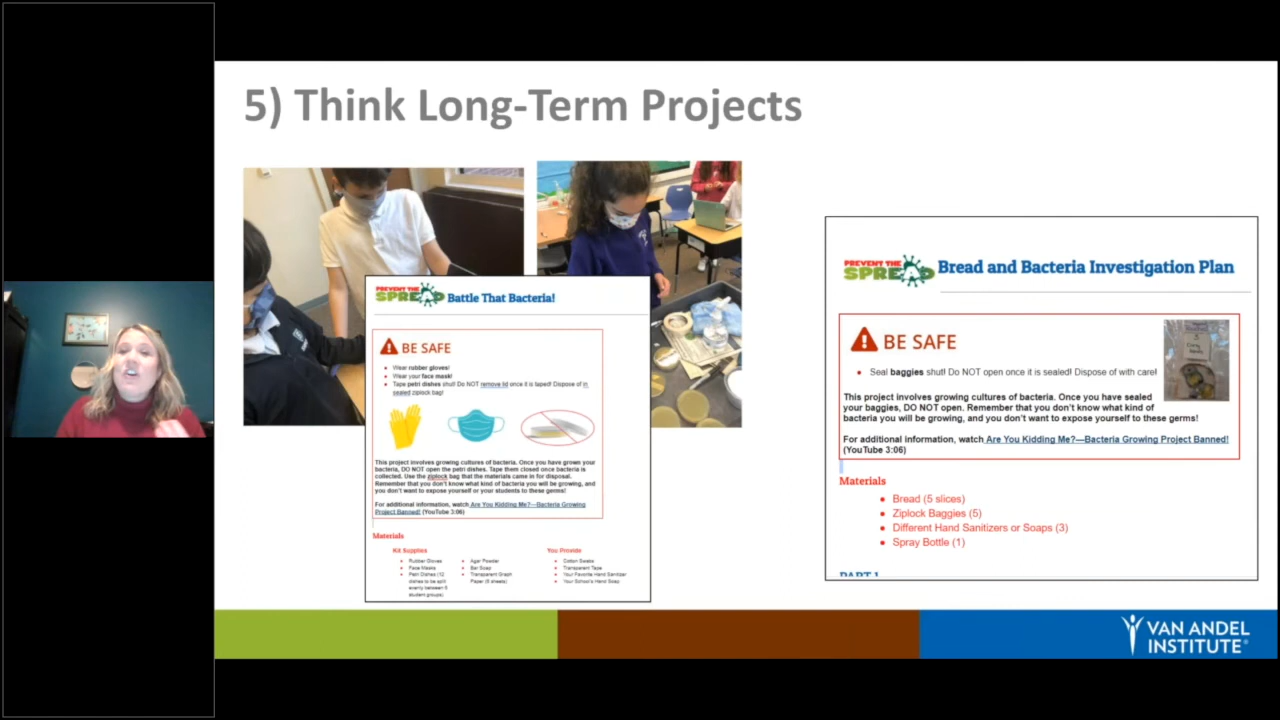 5) Think Long-Term Projects
PREVENT THE
SPREAD
Battle That Bacteria!
BE SAFE
Wear rubber gloves!
Wear your face mask!
Tape petri dishes shut! Do NOT remove lid once it is taped! Dispose of in
sealed ziplock bag!
This project involves growing cultures of bacteria. Once you have grown your
bacteria, DO NOT open the petri dishes. Tape them closed once bacteria is
collected. Use the ziplock bag that the materials came in for disposal.
Remember that you don't know what kind of bacteria you will be growing, and
you don't want to expose yourself or your students to these germs!
For additional information, watch Are You Kidding Me?—Bacteria Growing
Project Banned! (YouTube 3:06)
Materials
Kit Supplies
Rubber Gloves
Face Masks
Petri Dishes (12
dishes to be split
evenly between 5
student groups)
Agar Powder
Bar Soap
Transparent Graph
Paper (6 sheets)
You Provide
Cotton Swabs
Transparent Tape
Your Favorite Hand Sanitizer
Your School's Hand Soap
PREVENT THE
SPREAD
Bread and Bacteria Investigation Plan
BE SAFE
Seal baggies shut! Do NOT open once it is sealed! Dispose of with care!
This project involves growing cultures of bacteria. Once you have sealed
your baggies, DO NOT open. Remember that you don't know what kind of
bacteria you will be growing, and you don't want to expose yourself to these germs!
For additional information, watch Are You Kidding Me?—Bacteria Growing Project Banned!
(YouTube 3:06)
Materials
Bread (5 slices)
Ziplock Baggies (5)
Different Hand Sanitizers or Soaps (3)
Spray Bottle (1)
PART 1
VAN ANDEL
INSTITUTE